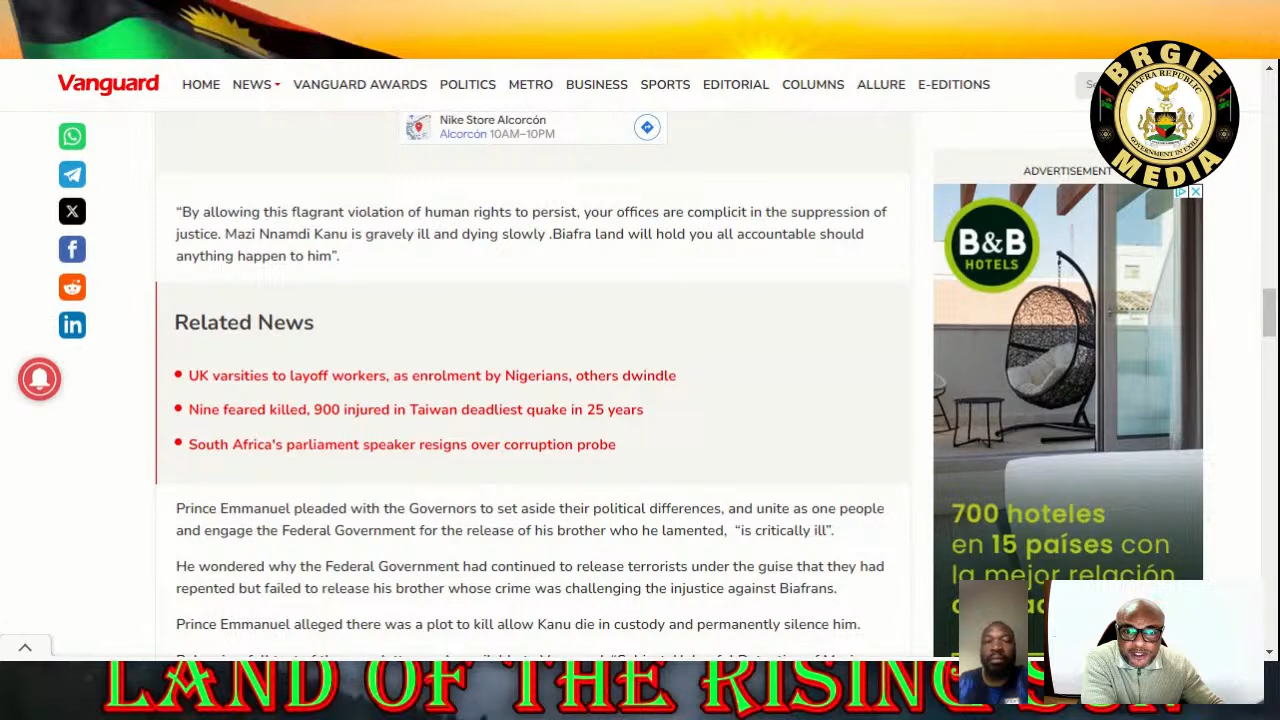 Vanguard
HOME NEWS VANGUARD AWARDS POLITICS METRO BUSINESS SPORTS EDITORIAL COLUMNS ALLURE E-EDITIONS
BRGIE
BIAFRA REPUBLIC
GOVERNMENT IN EXILE
MEDIA
Nike Store Alcorcón
Alcorcón 10AM–10PM
ADVERTISEMENT
B&B
HOTELS
“By allowing this flagrant violation of human rights to persist, your offices are complicit in the suppression of
justice. Mazi Nnamdi Kanu is gravely ill and dying slowly .Biafra land will hold you all accountable should
anything happen to him”.
Related News
UK varsities to layoff workers, as enrolment by Nigerians, others dwindle
Nine feared killed, 900 injured in Taiwan deadliest quake in 25 years
South Africa's parliament speaker resigns over corruption probe
Prince Emmanuel pleaded with the Governors to set aside their political differences, and unite as one people
and engage the Federal Government for the release of his brother who he lamented, “is critically ill”.
He wondered why the Federal Government had continued to release terrorists under the guise that they had
repented but failed to release his brother whose crime was challenging the injustice against Biafrans.
Prince Emmanuel alleged there was a plot to kill allow Kanu die in custody and permanently silence him.
700 hoteles
en 15 países con
la mejor relación
LAND OF THE RISING SUN